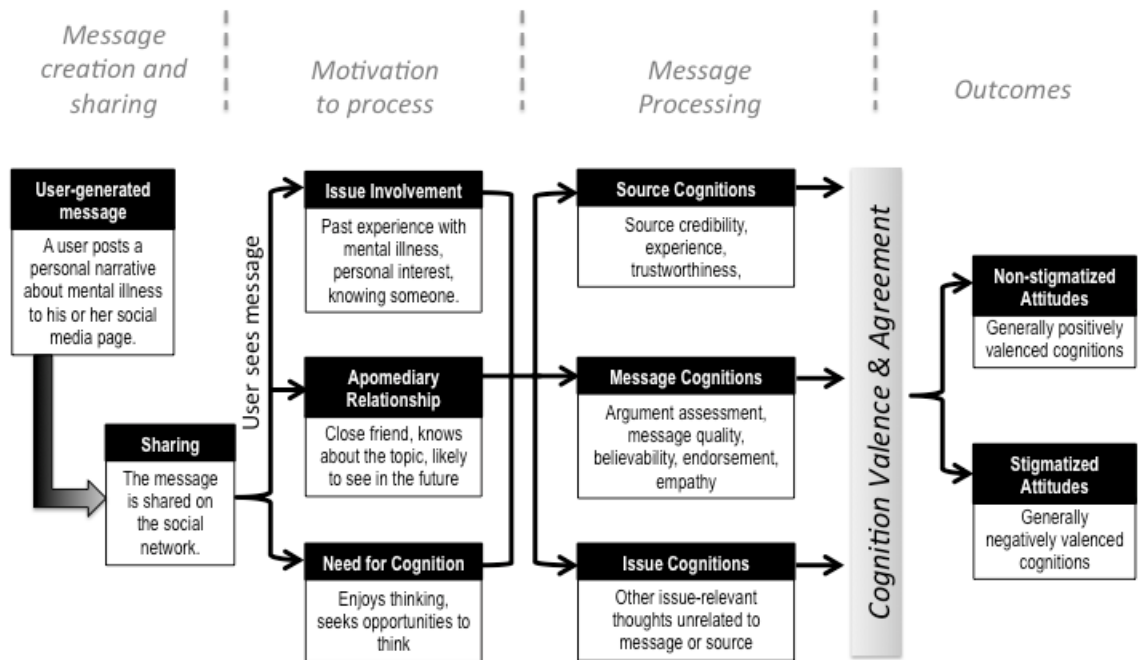 Message
creation and
sharing
Motivation
to process
Message
Processing
Outcomes
User-generated
message
A user posts a
personal narrative
about mental illness
to his or her social
media page.
Sharing
The message
is shared on
the social
network.
User sees message
Issue Involvement
Past experience with
mental illness,
personal interest,
knowing someone.
Apomediary
Relationship
Close friend, knows
about the topic, likely
to see in the future
Need for Cognition
Enjoys thinking,
seeks opportunities to
think
Source Cognitions
Source credibility,
experience,
trustworthiness,
Message Cognitions
Argument assessment,
message quality,
believability, endorsement,
empathy
Issue Cognitions
Other issue-relevant
thoughts unrelated to
message or source
Cognition Valence & Agreement
Non-stigmatized
Attitudes
Generally positively
valenced cognitions
Stigmatized
Attitudes
Generally
negatively valenced
cognitions